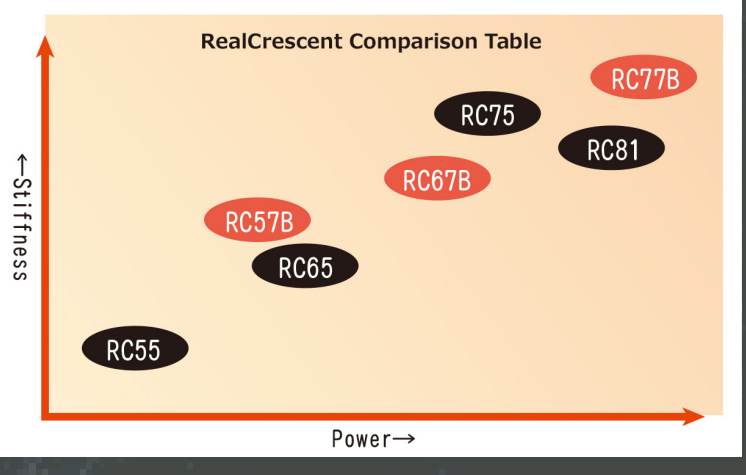 RealCrescent Comparison Table
RC77B
RC75
RC81
RC67B
RC57B
RC65
RC55
←Stiffness
Power→